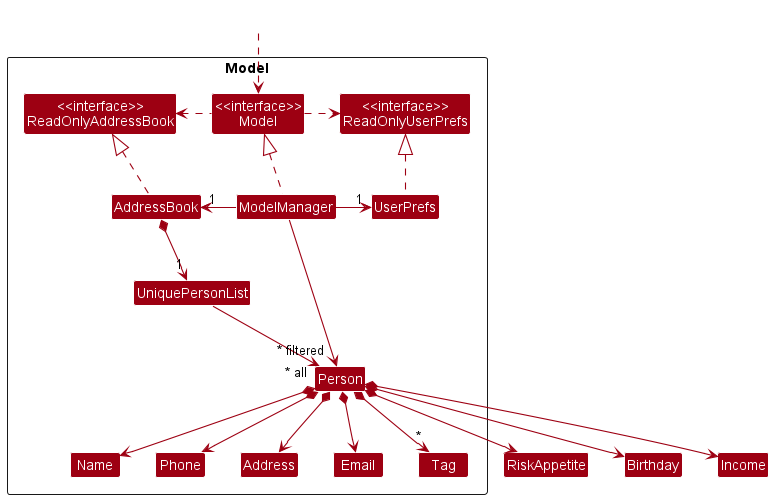 Model
<<interface>>
ReadOnlyAddressBook
<<interface>>
Model
<<interface>>
ReadOnlyUserPrefs
AddressBook
1
ModelManager
1
UserPrefs
1
UniquePersonList
* filtered
* all
Person
*
Name
Phone
Address
Email
Tag
RiskAppetite
Birthday
Income